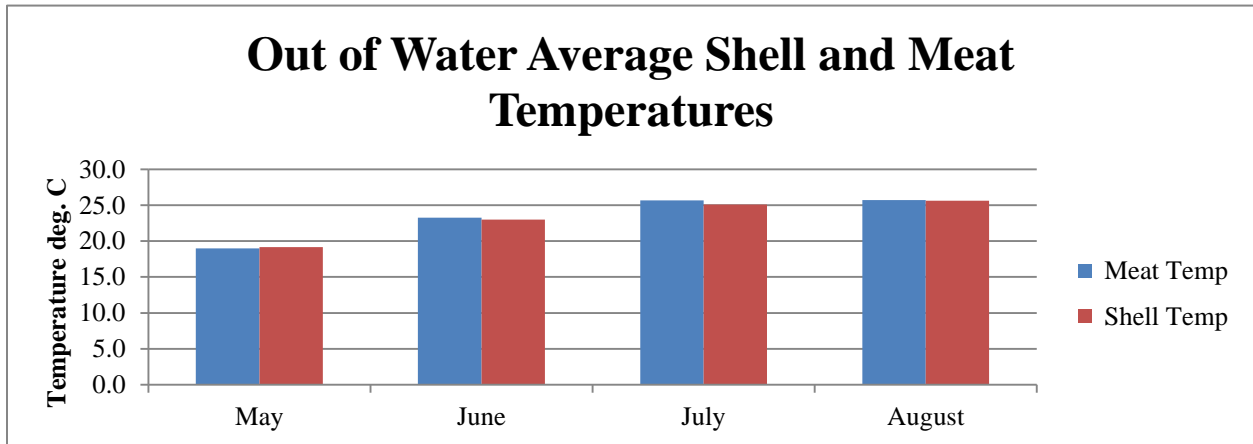 Out of Water Average Shell and Meat
Temperatures
Temperature deg. C
30.0
25.0
20.0
15.0
10.0
5.0
0.0
May
June
July
August
Meat Temp
Shell Temp